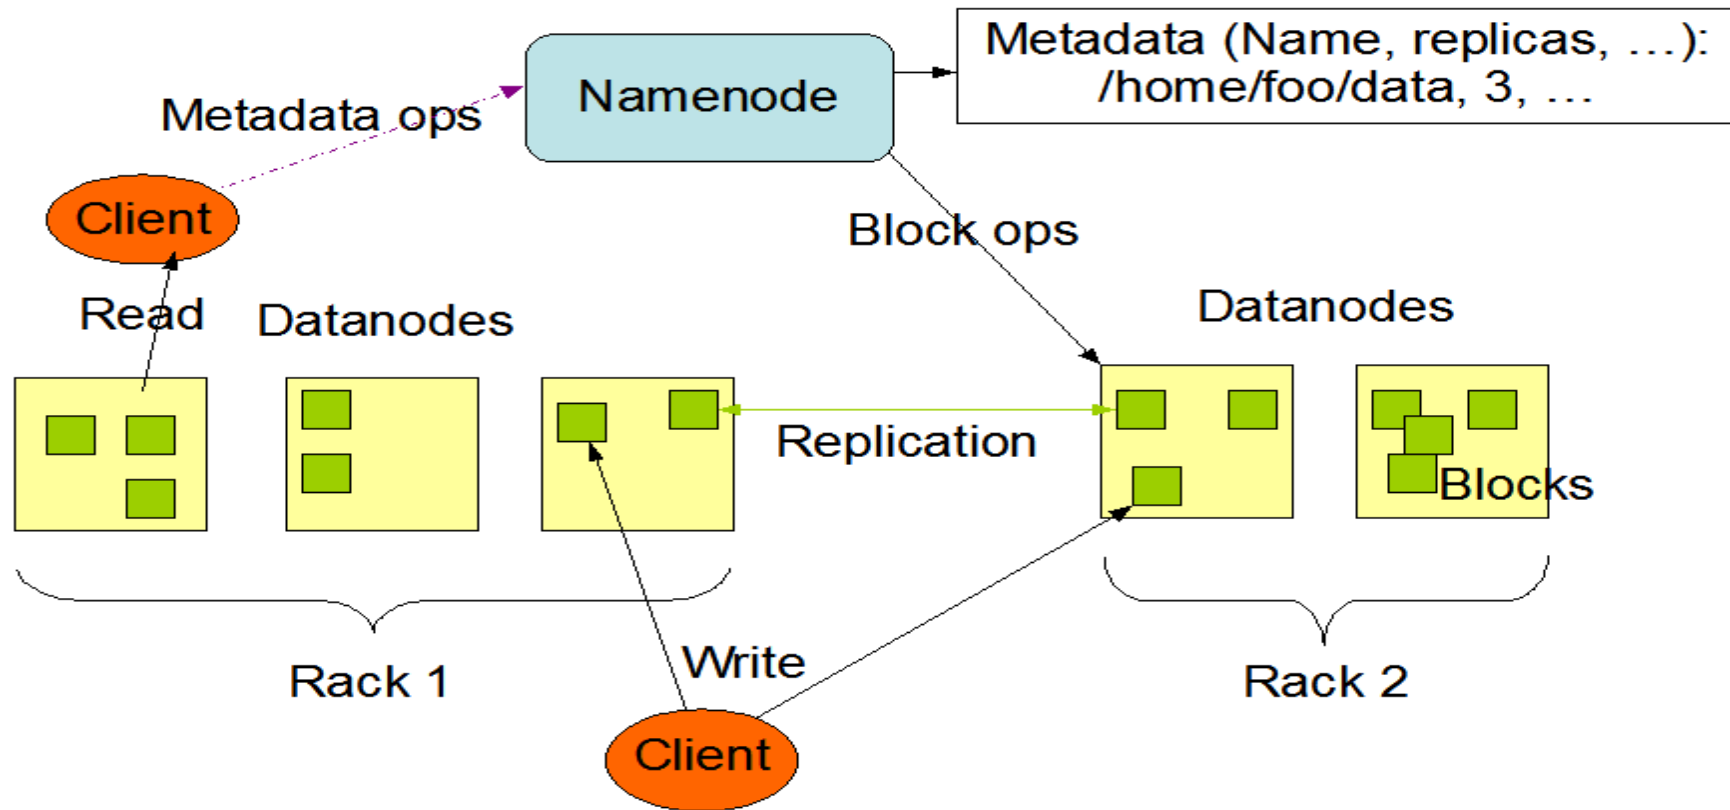 Metadata (Name, replicas, …):
/home/foo/data, 3, …
Namenode
Metadata ops
Client
Block ops
Read
Datanodes
Datanodes
Replication
Blocks
Rack 1
Write
Rack 2
Client